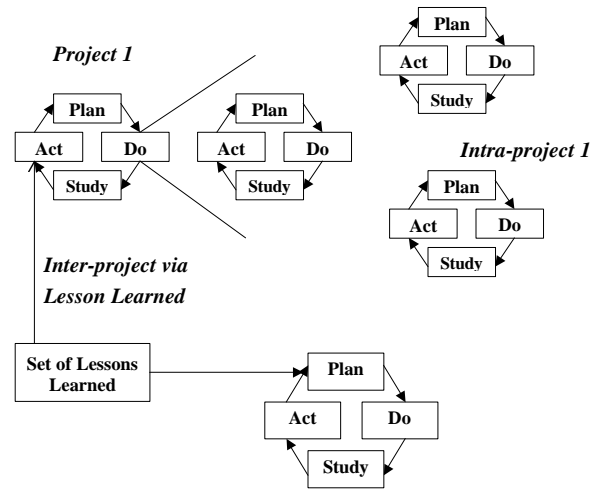 Project 1
Plan
Act
Do
Study
Plan
Act
Do
Study
Plan
Act
Do
Study
Intra-project 1
Plan
Act
Do
Study
Inter-project via
Lesson Learned
Set of Lessons
Learned
Plan
Act
Do
Study